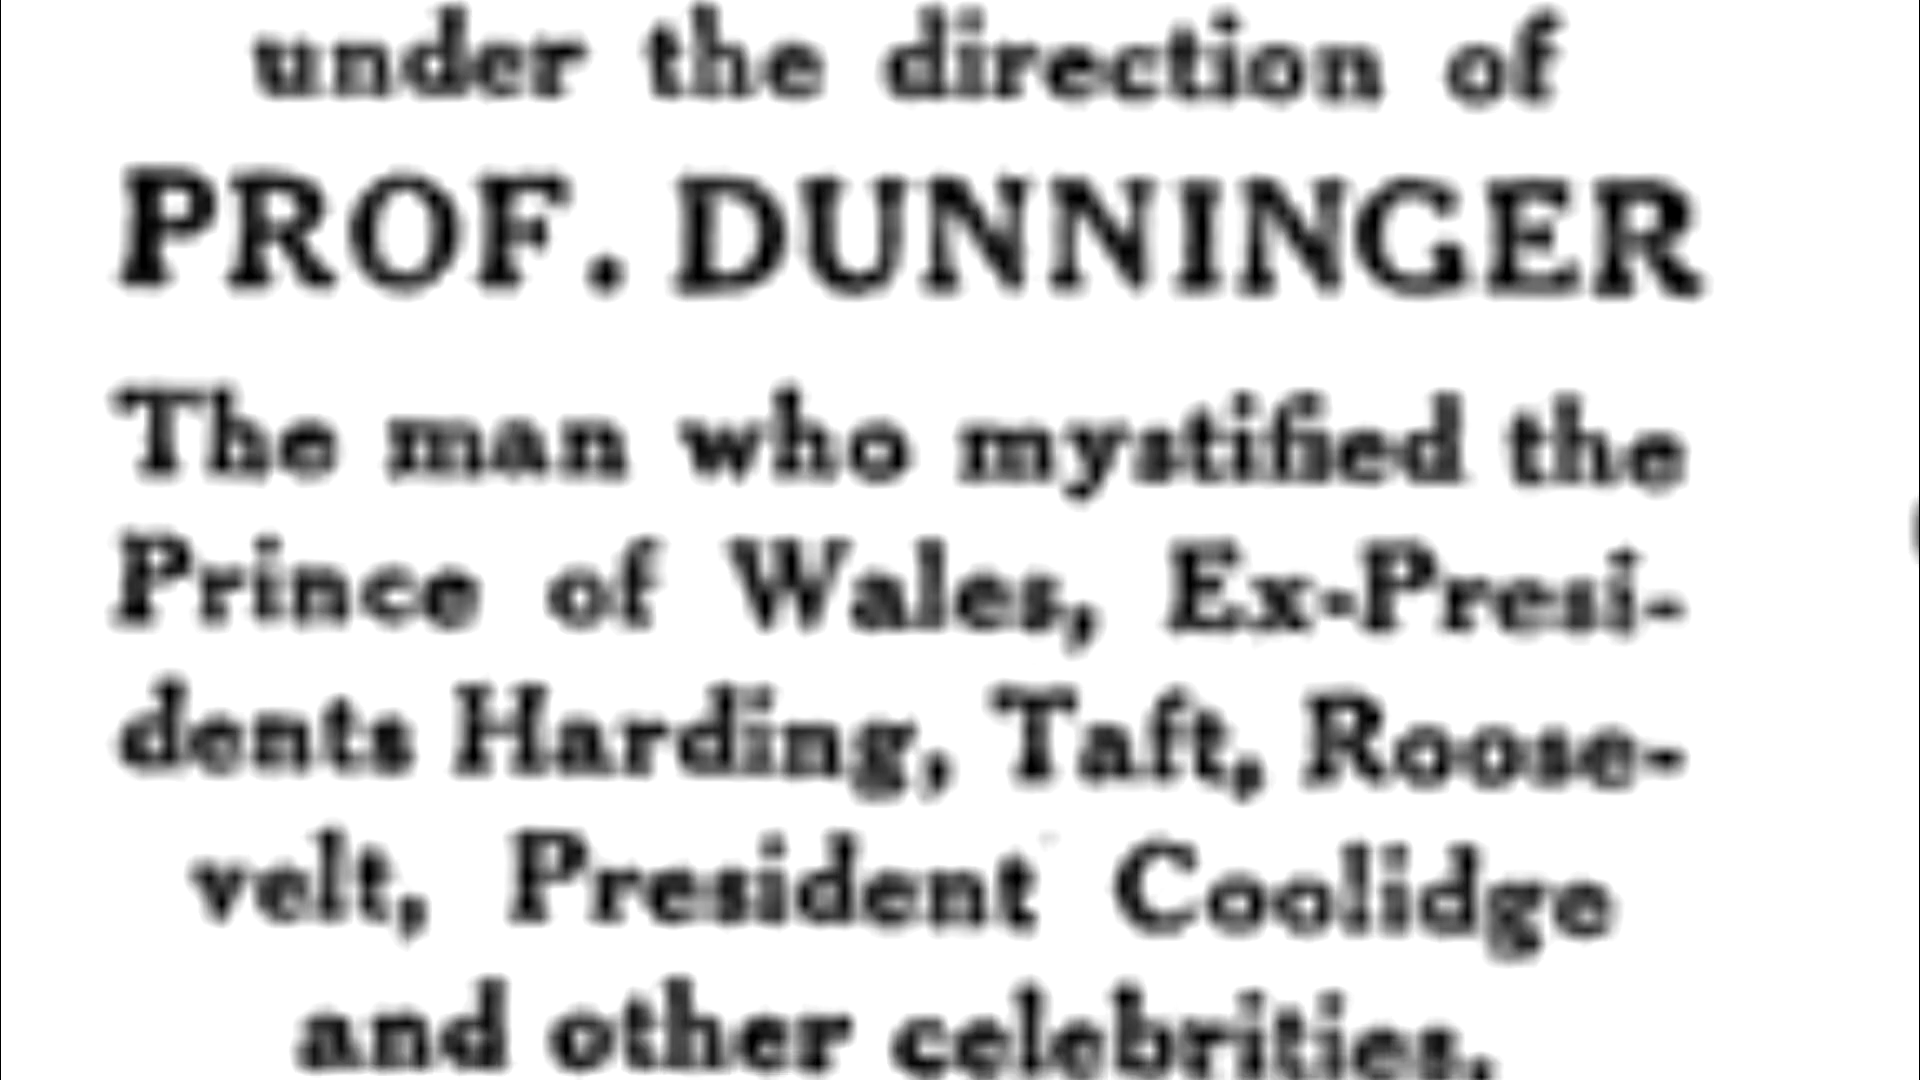 under the direction of
PROF. DUNNINGER
The man who mystified the
Prince of Wales, Ex-Presi-
dents Harding, Taft, Roose-
velt, President Coolidge
and other celebrities.